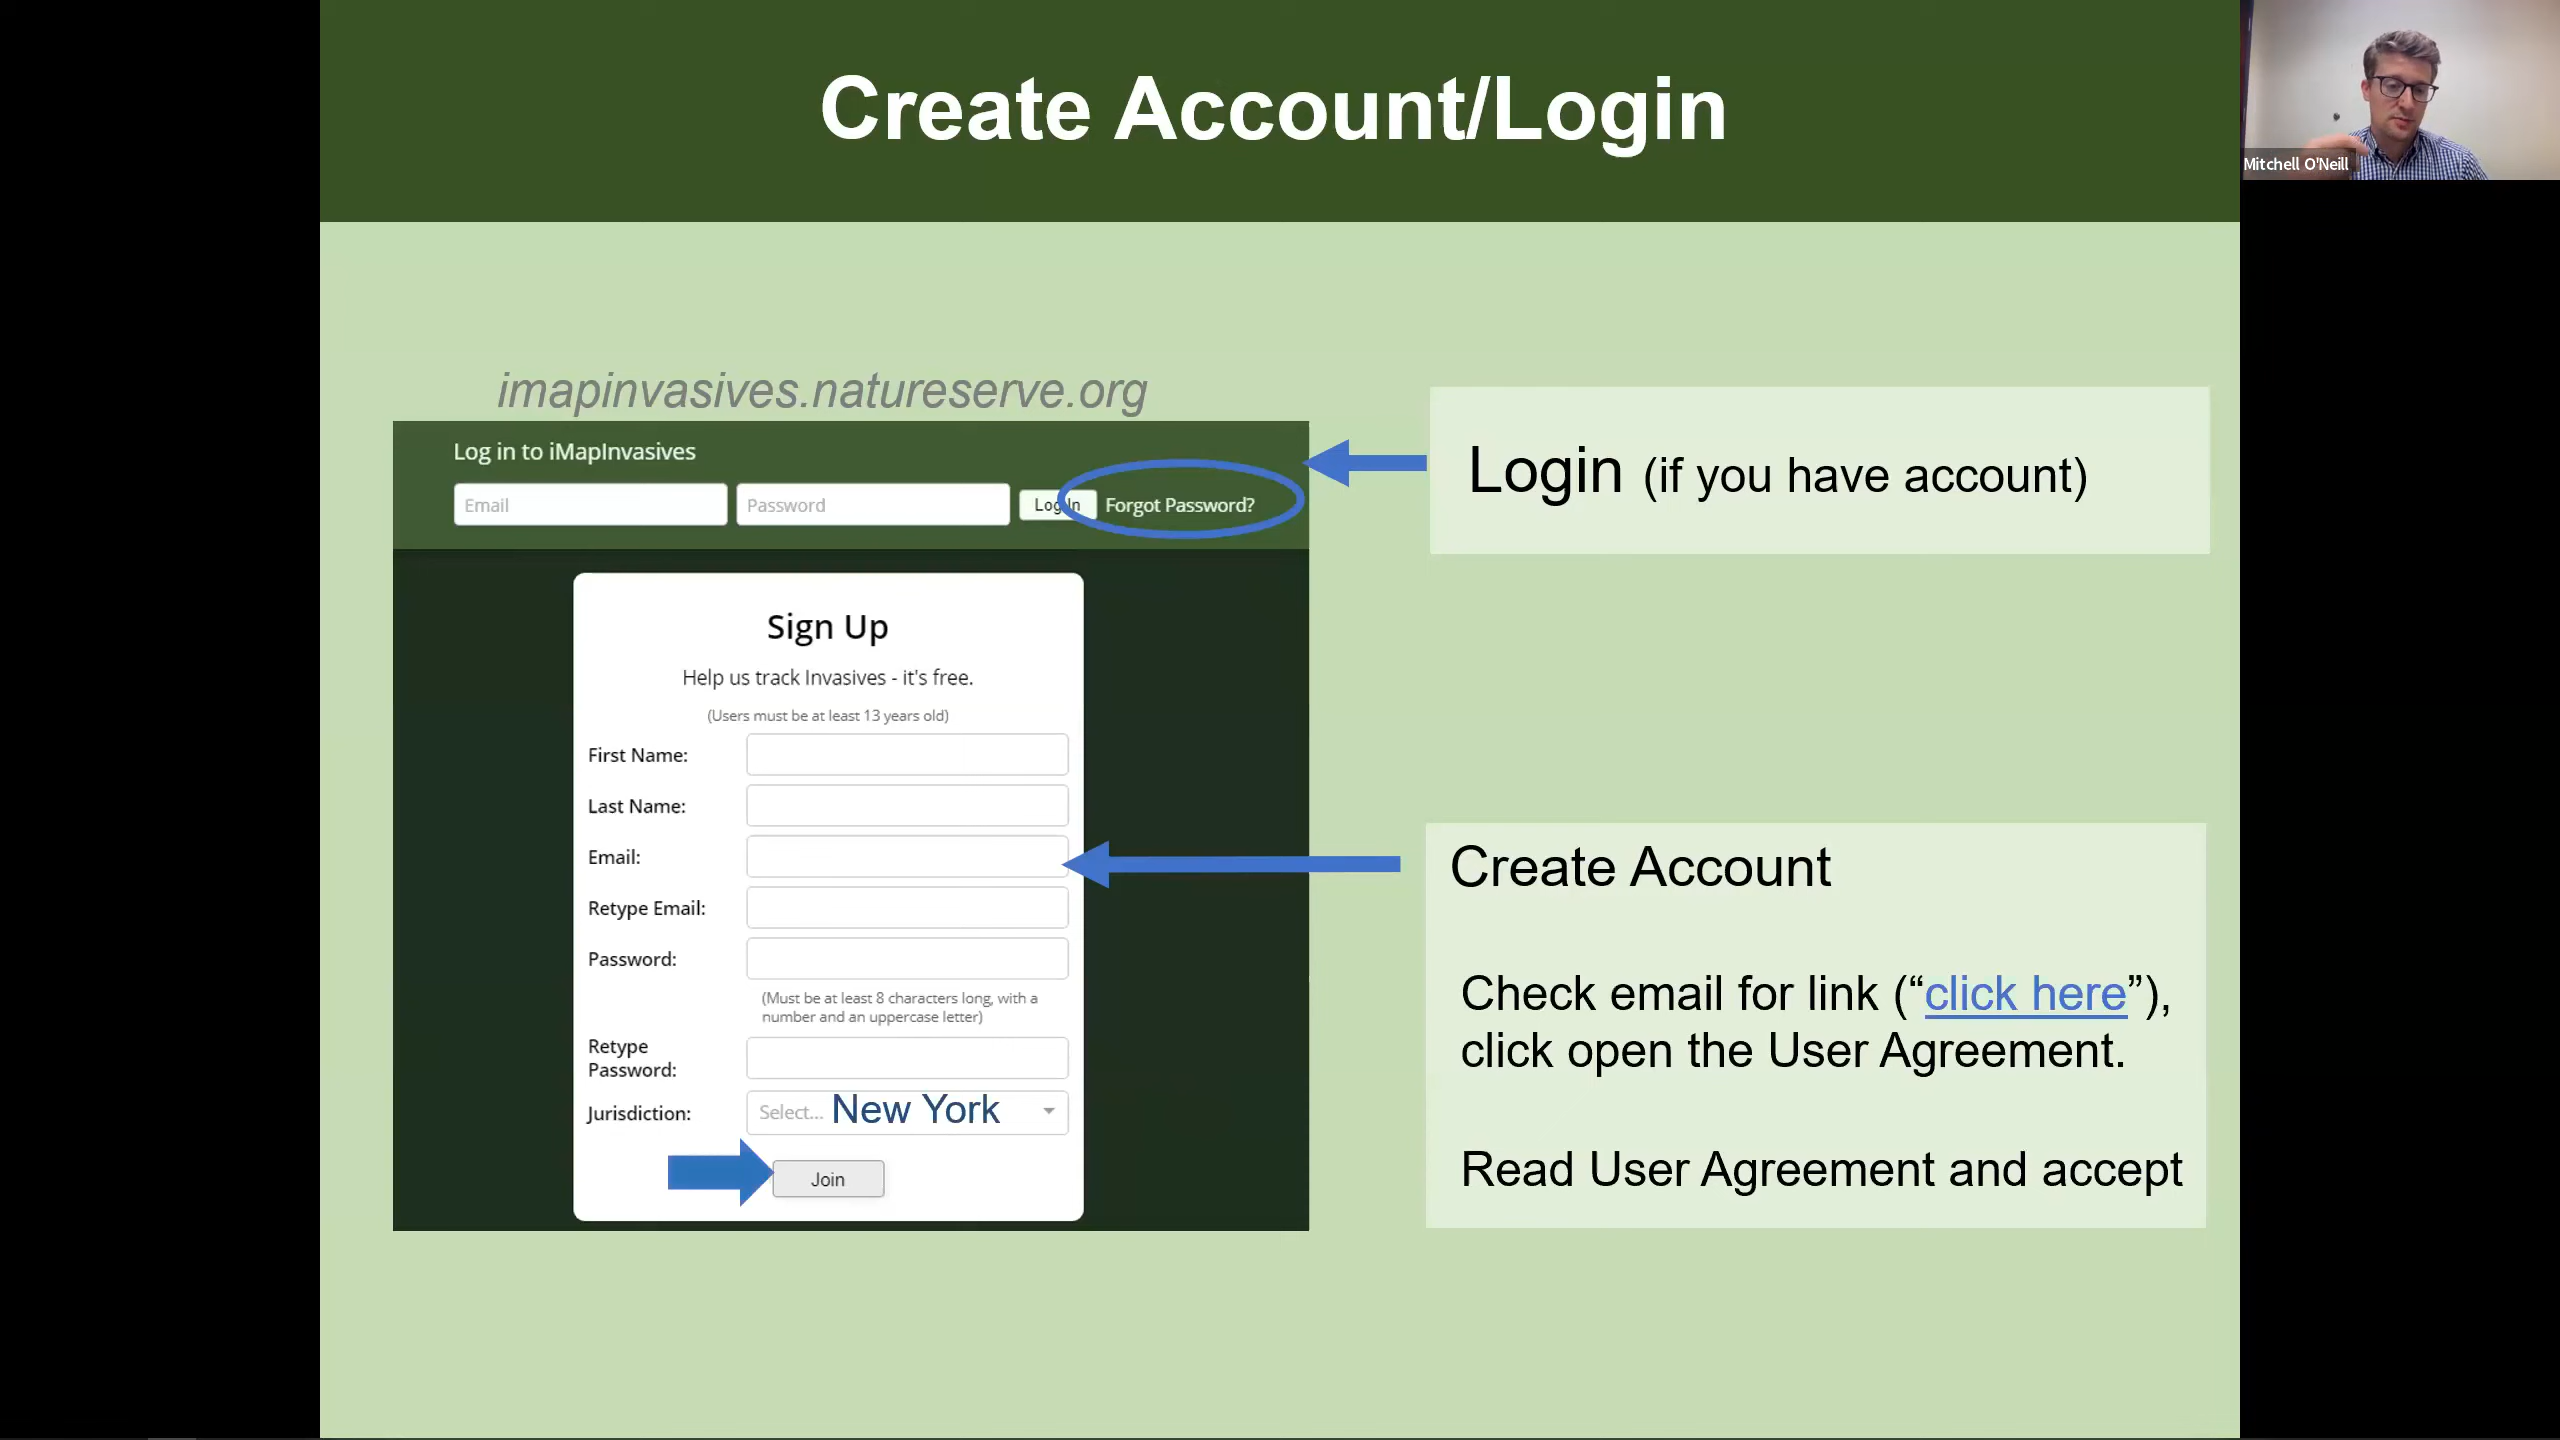 Create Account/Login
Mitchell O'Neill
imapinvasives.natureserve.org
Log in to iMapInvasives
Email
Password
Log In
Forgot Password?
Login (if you have account)
Sign Up
Help us track Invasives - it's free.
(Users must be at least 13 years old)
First Name:
Last Name:
Email:
Retype Email:
Password:
(Must be at least 8 characters long, with a
number and an uppercase letter)
Retype
Password:
Jurisdiction:
Select... New York
Join
Create Account
Check email for link (“click here”),
click open the User Agreement.
Read User Agreement and accept